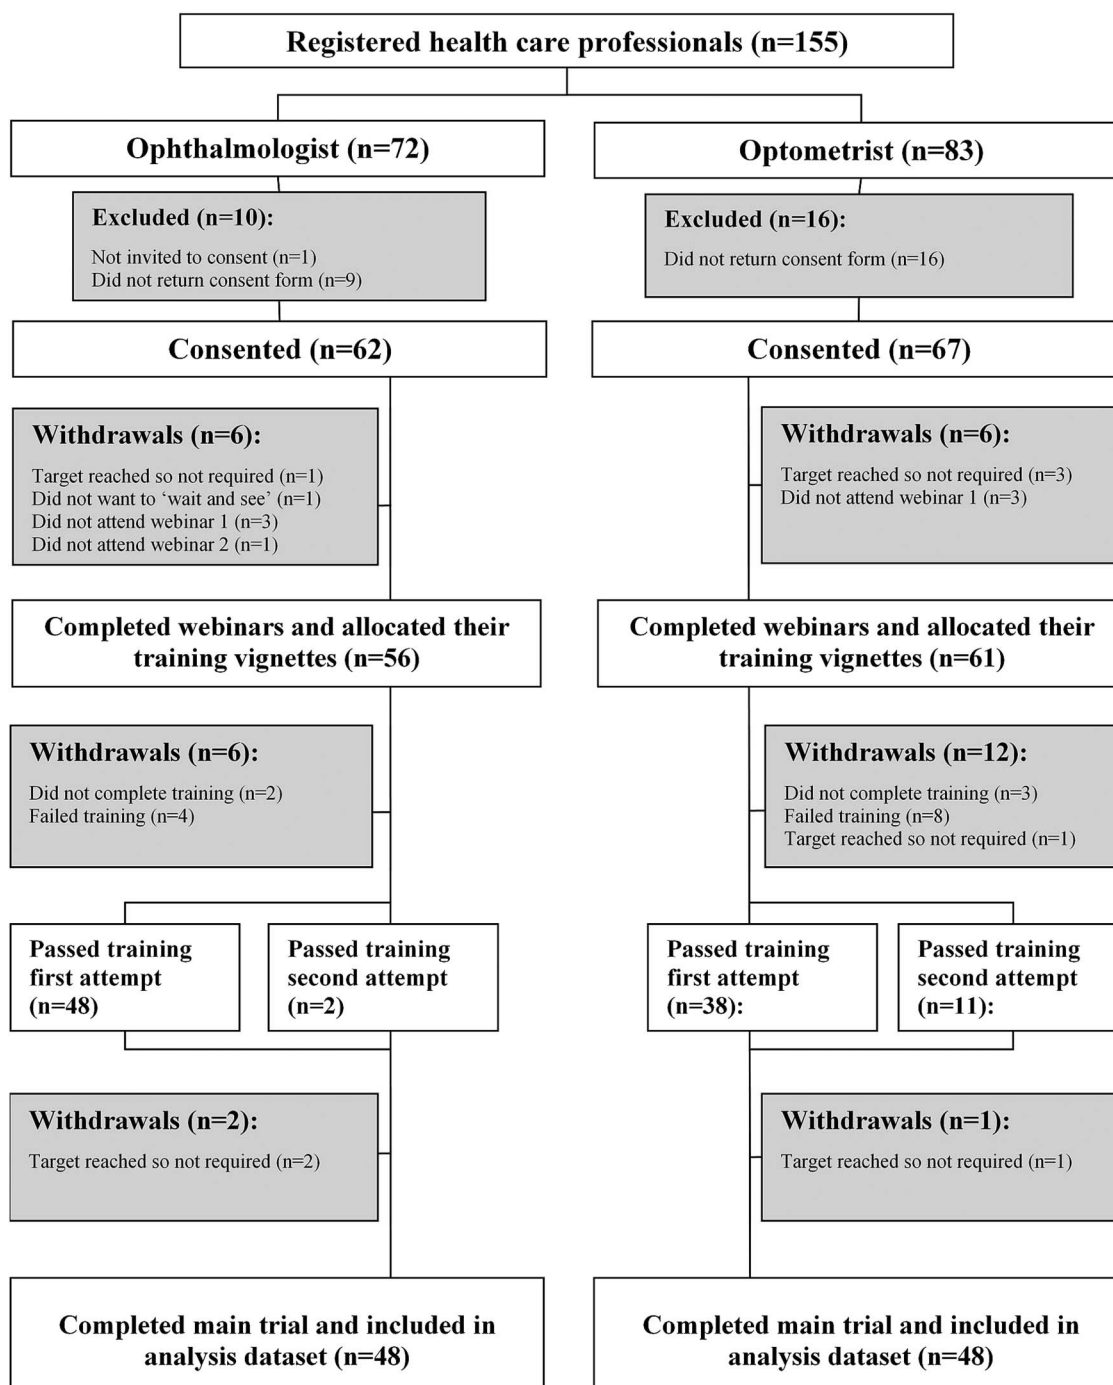 Registered health care professionals (n=155)
Ophthalmologist (n=72)
Optometrist (n=83)
Excluded (n=10):
Not invited to consent (n=1)
Did not return consent form (n=9)
Excluded (n=16):
Did not return consent form (n=16)
Consented (n=62)
Consented (n=67)
Withdrawals (n=6):
Target reached so not required (n=1)
Did not want to ‘wait and see’ (n=1)
Did not attend webinar 1 (n=3)
Did not attend webinar 2 (n=1)
Withdrawals (n=6):
Target reached so not required (n=3)
Did not attend webinar 1 (n=3)
Completed webinars and allocated their
training vignettes (n=56)
Completed webinars and allocated their
training vignettes (n=61)
Withdrawals (n=6):
Did not complete training (n=2)
Failed training (n=4)
Withdrawals (n=12):
Did not complete training (n=3)
Failed training (n=8)
Target reached so not required (n=1)
Passed training
first attempt
(n=48)
Passed training
second attempt
(n=2)
Passed training
first attempt
(n=38):
Passed training
second attempt
(n=11):
Withdrawals (n=2):
Target reached so not required (n=2)
Withdrawals (n=1):
Target reached so not required (n=1)
Completed main trial and included in
analysis dataset (n=48)
Completed main trial and included in
analysis dataset (n=48)